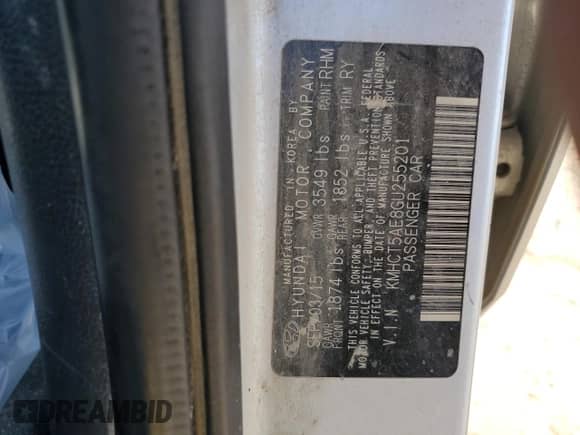 MANUFACTURED IN KOREA BY
HYUNDAI MOTOR COMPANY
SEP/03/15 GVWR 3549 lbs PAINT RHM
GAWR FRONT 1874 lbs GAWR REAR 1852 lbs TRIM RY
THIS VEHICLE CONFORMS TO ALL APPLICABLE U.S.A. FEDERAL
MOTOR VEHICLE SAFETY, BUMPER, AND THEFT PREVENTION STANDARDS
IN EFFECT ON THE DATE OF MANUFACTURE SHOWN ABOVE
V.I.N KMHCT5AE8GU255201
PASSENGER CAR
DREAMBID